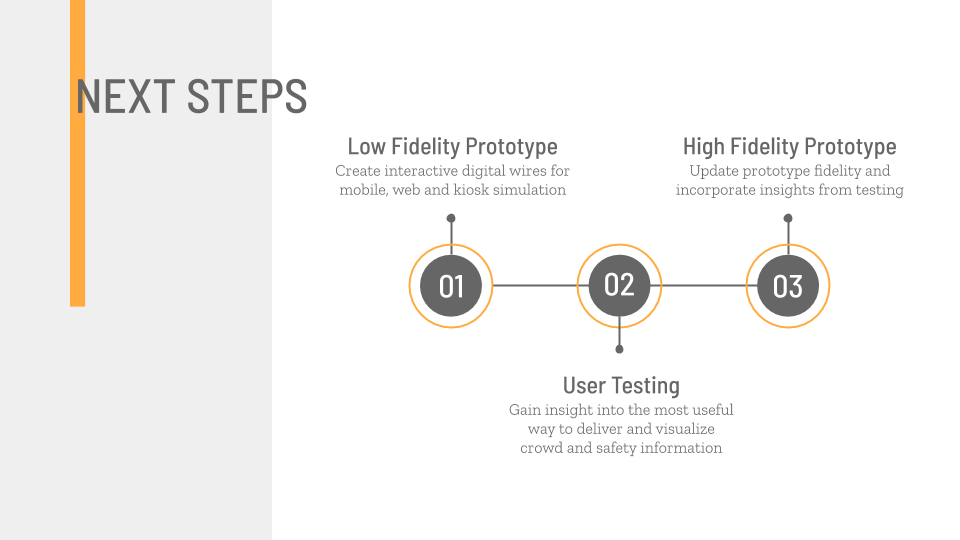 NEXT STEPS
Low Fidelity Prototype
Create interactive digital wires for
mobile, web and kiosk simulation
High Fidelity Prototype
Update prototype fidelity and
incorporate insights from testing
01
02
03
User Testing
Gain insight into the most useful
way to deliver and visualize
crowd and safety information